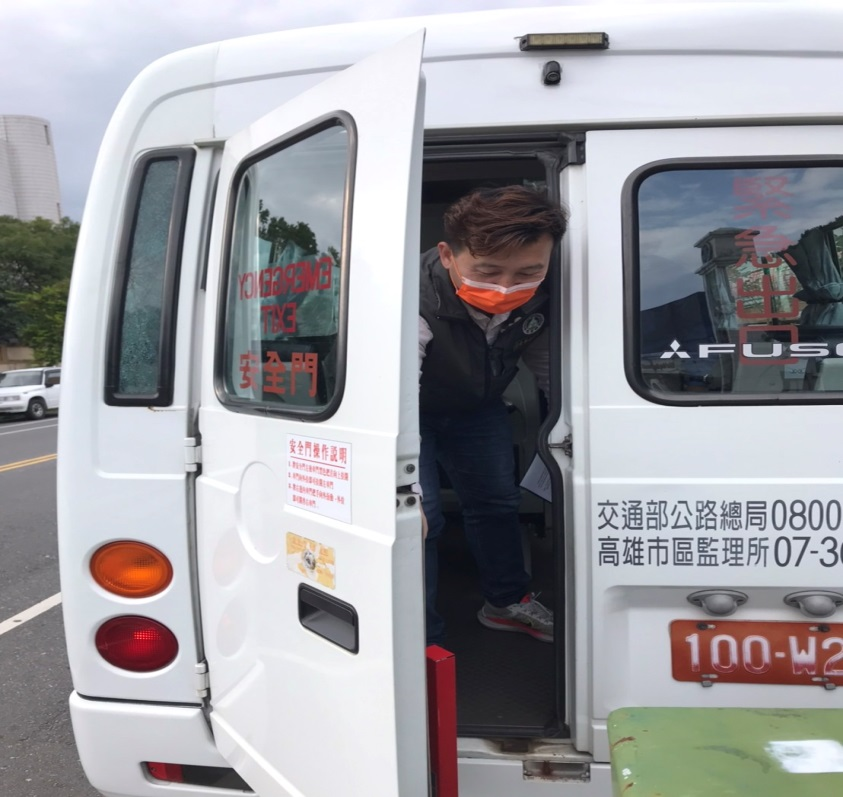 EMERGENCY
EXIT
安全門
安全門操作説明
緊急出口
FUSO
交通部公路總局0800
高雄市區監理所07-3
100-W2